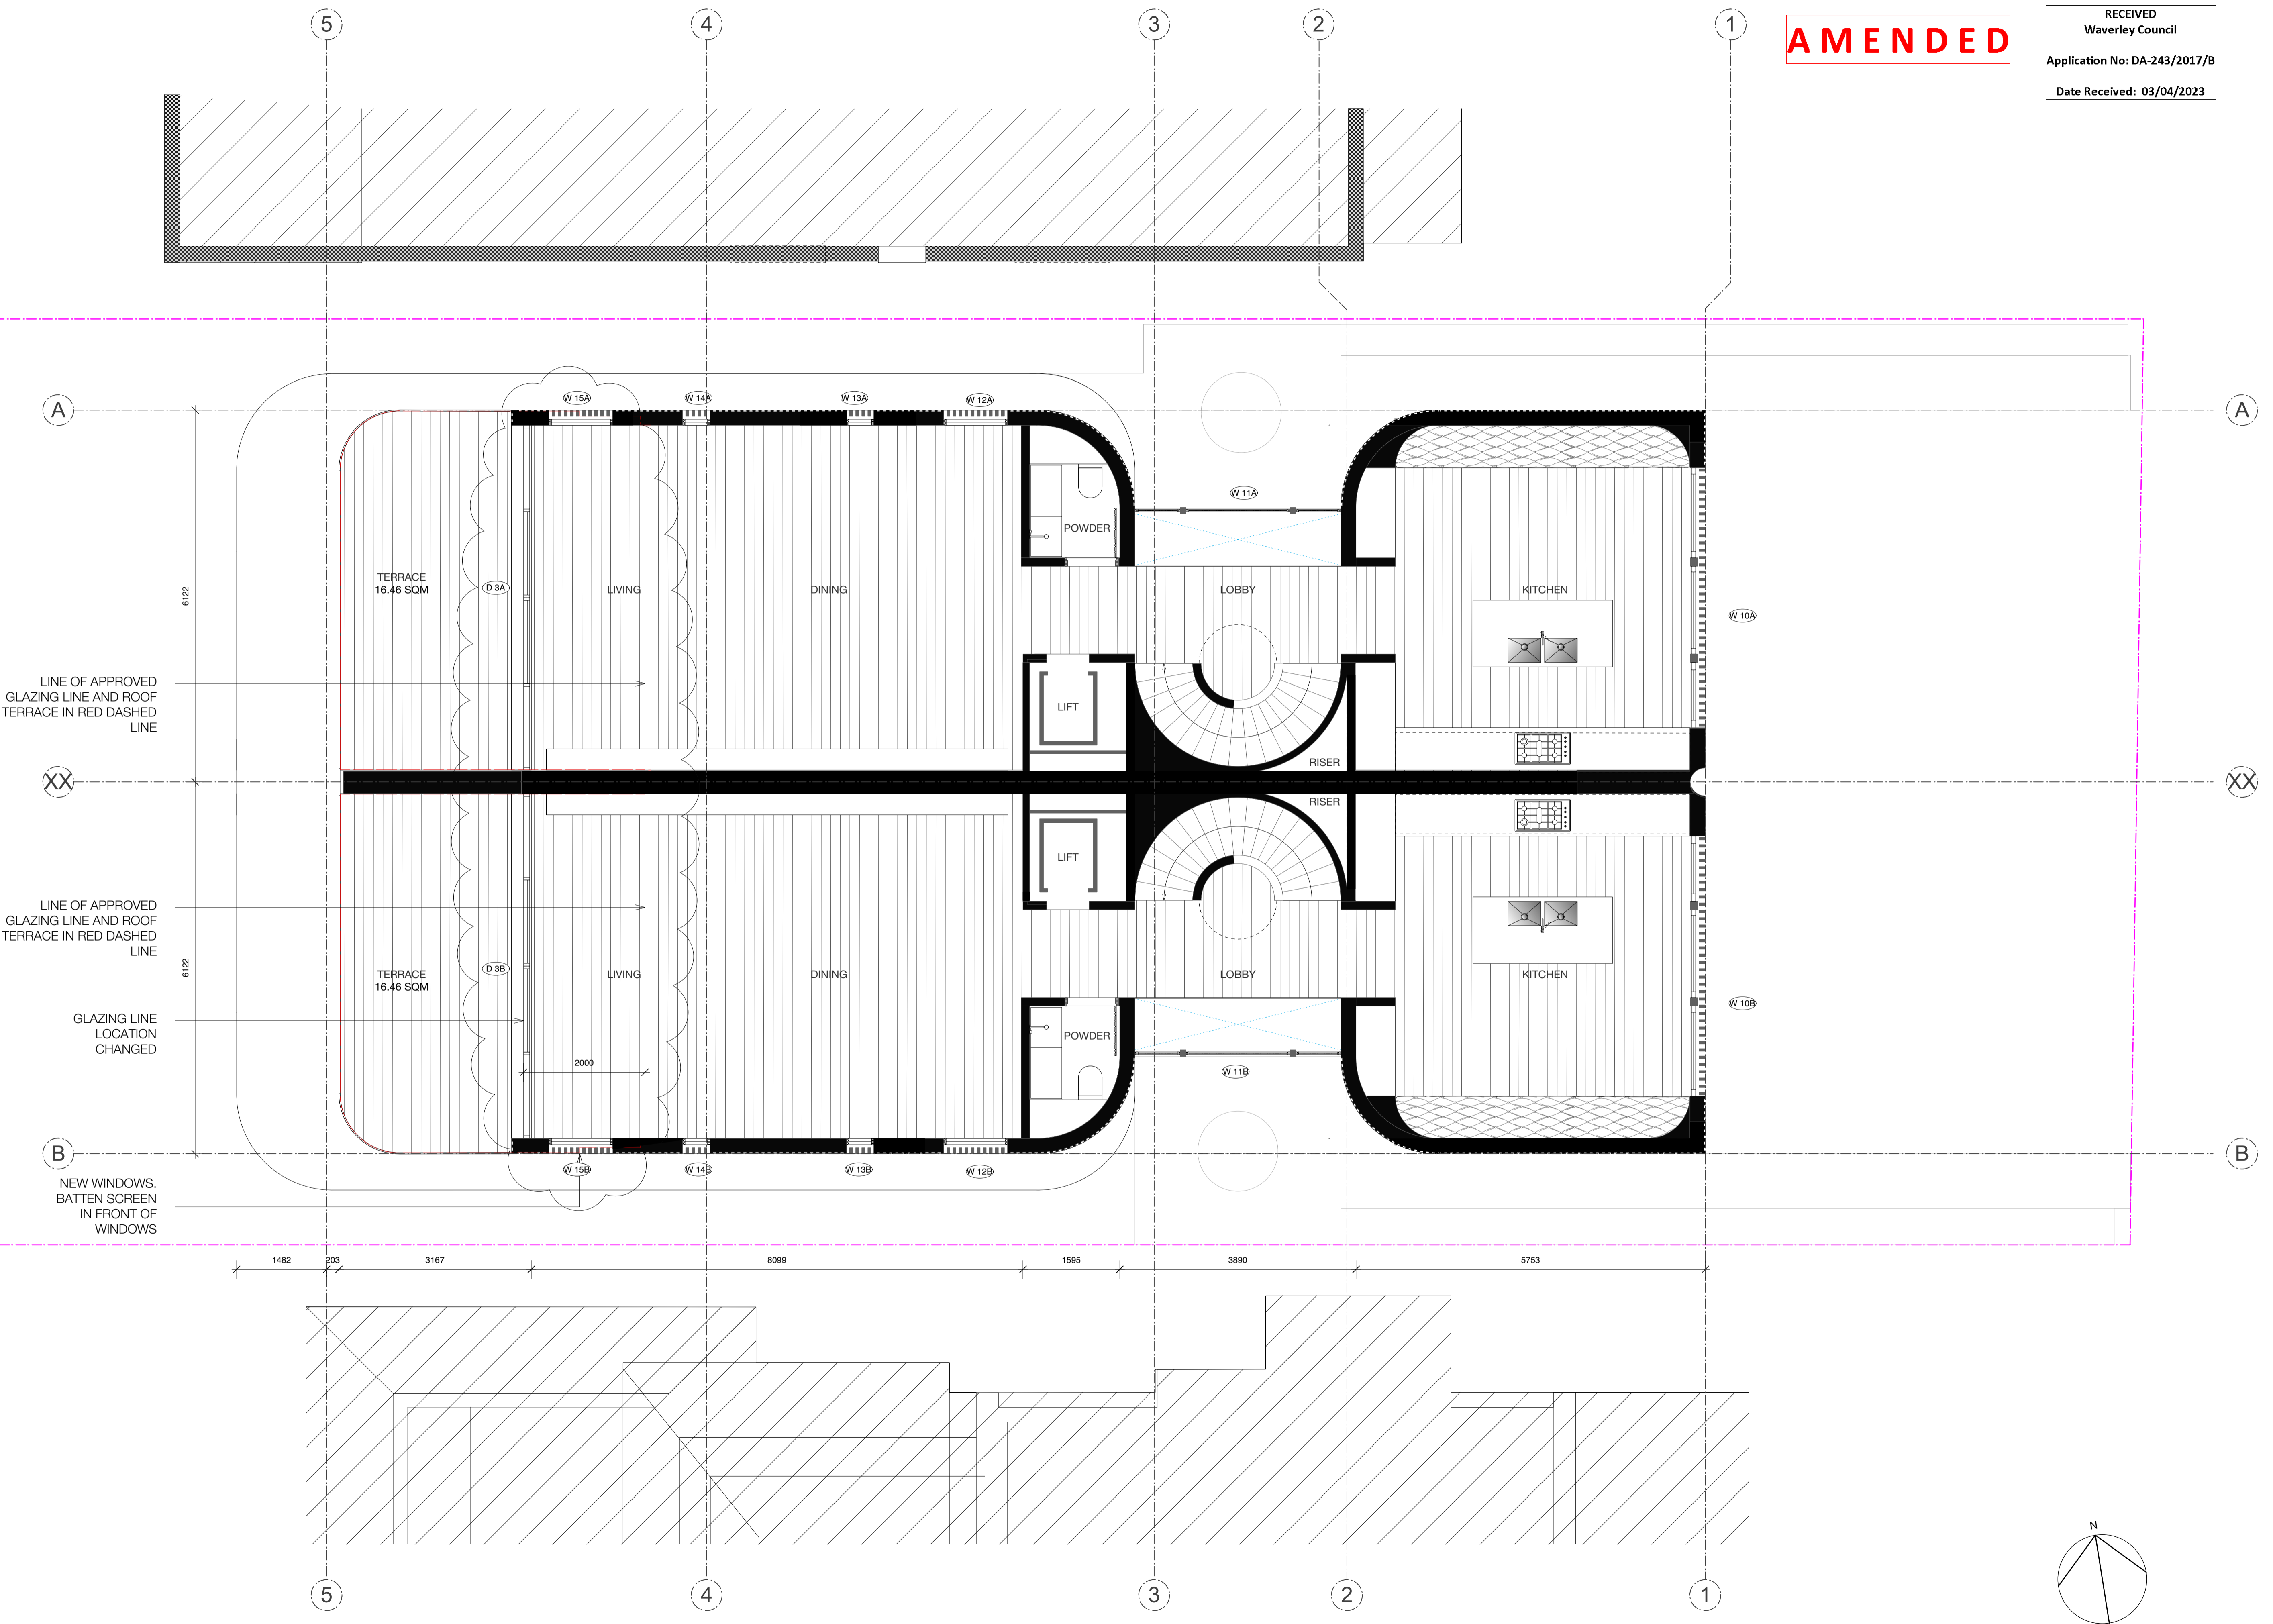 5
4
3
2
1
AMENDED
RECEIVED
Waverley Council
Application No: DA-243/2017/B
Date Received: 03/04/2023
A
W 15A
W 14A
W 13A
W 12A
A
W 11A
POWDER
TERRACE
16.46 SQM
D 3A
LIVING
DINING
LOBBY
KITCHEN
W 10A
6122
LINE OF APPROVED
GLAZING LINE AND ROOF
TERRACE IN RED DASHED
LINE
LIFT
RISER
XX
XX
RISER
LIFT
LINE OF APPROVED
GLAZING LINE AND ROOF
TERRACE IN RED DASHED
LINE
6122
TERRACE
16.46 SQM
D 3B
LIVING
DINING
LOBBY
KITCHEN
W 10B
GLAZING LINE
LOCATION
CHANGED
POWDER
2000
W 11B
B
W 15B
W 14B
W 13B
W 12B
B
NEW WINDOWS.
BATTEN SCREEN
IN FRONT OF
WINDOWS
1482
203
3167
8099
1595
3890
5753
N
5
4
3
2
1